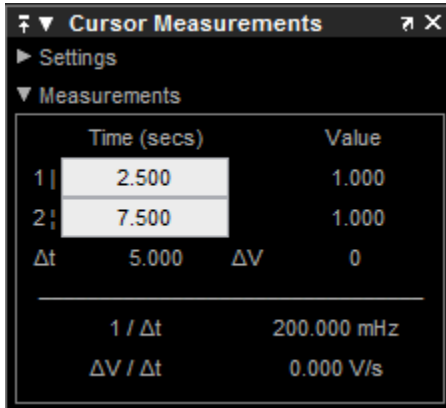 Cursor Measurements
Settings
Measurements
Time (secs) Value
1 | 2.500 1.000
2 ¦ 7.500 1.000
Δt 5.000 ΔV 0
1 / Δt 200.000 mHz
ΔV / Δt 0.000 V/s